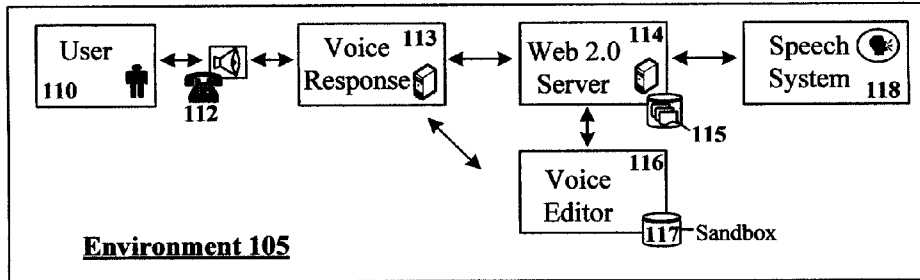 User
110
112
Voice
Response
113
Web 2.0
Server
114
115
Speech
System
118
Voice
Editor
116
117
Sandbox
Environment 105